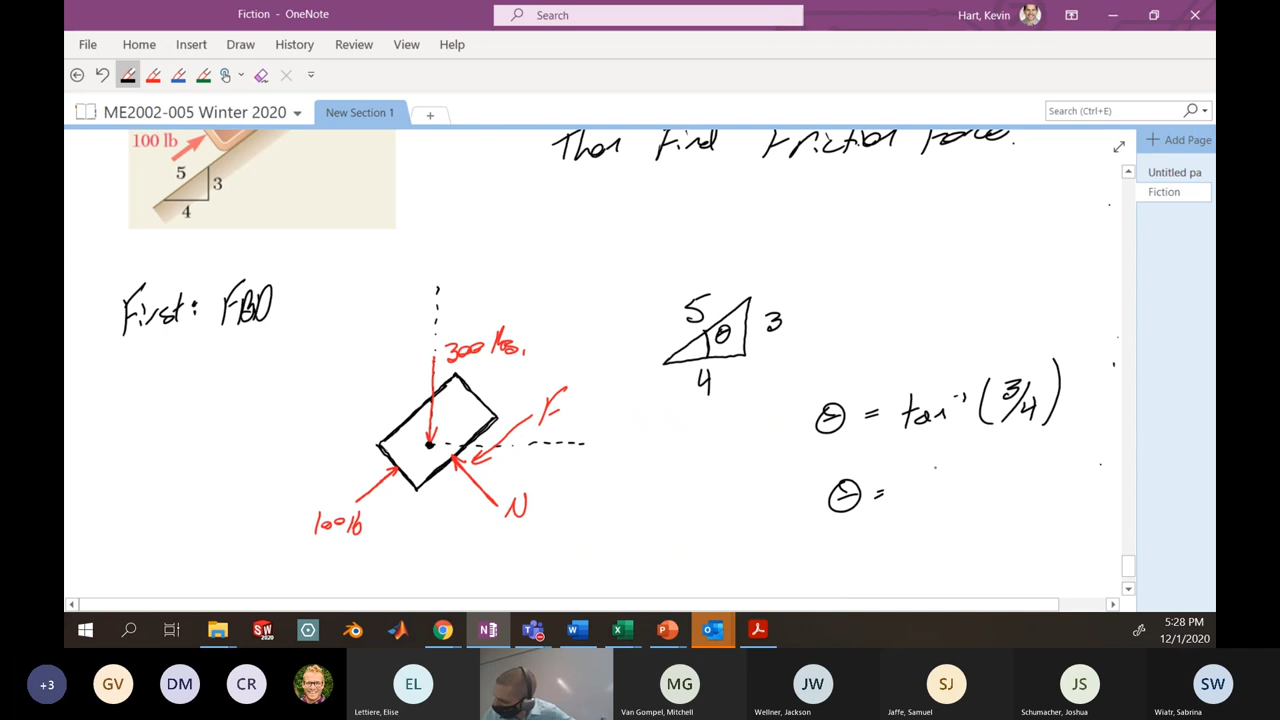 Fiction - OneNote
Search
Hart, Kevin
File Home Insert Draw History Review View Help
ME2002-005 Winter 2020
New Section 1
+
Search (Ctrl+E)
Add Page
Untitled pa
Fiction
100 lb
5
3
4
Then Find Friction Force.
First: FBD
300 lbs.
F
100 lb
N
5
3
θ
4
θ = tan⁻¹ (3/4)
θ =
5:28 PM
12/1/2020
+3
GV
DM
CR
EL
Lettiere, Elise
MG
Van Gompel, Mitchell
JW
Wellner, Jackson
SJ
Jaffe, Samuel
JS
Schumacher, Joshua
SW
Wiatr, Sabrina